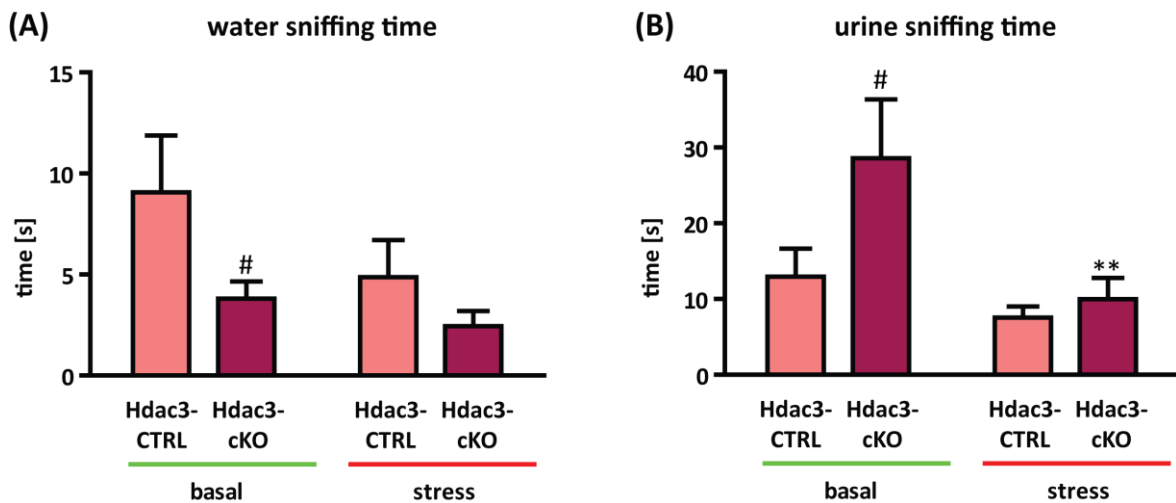 (A) water sniffing time
15
10
5
0
time [s]
#
Hdac3- Hdac3- Hdac3- Hdac3-
CTRL cKO CTRL cKO
basal stress
(B) urine sniffing time
40
30
20
10
0
time [s]
#
**
Hdac3- Hdac3- Hdac3- Hdac3-
CTRL cKO CTRL cKO
basal stress